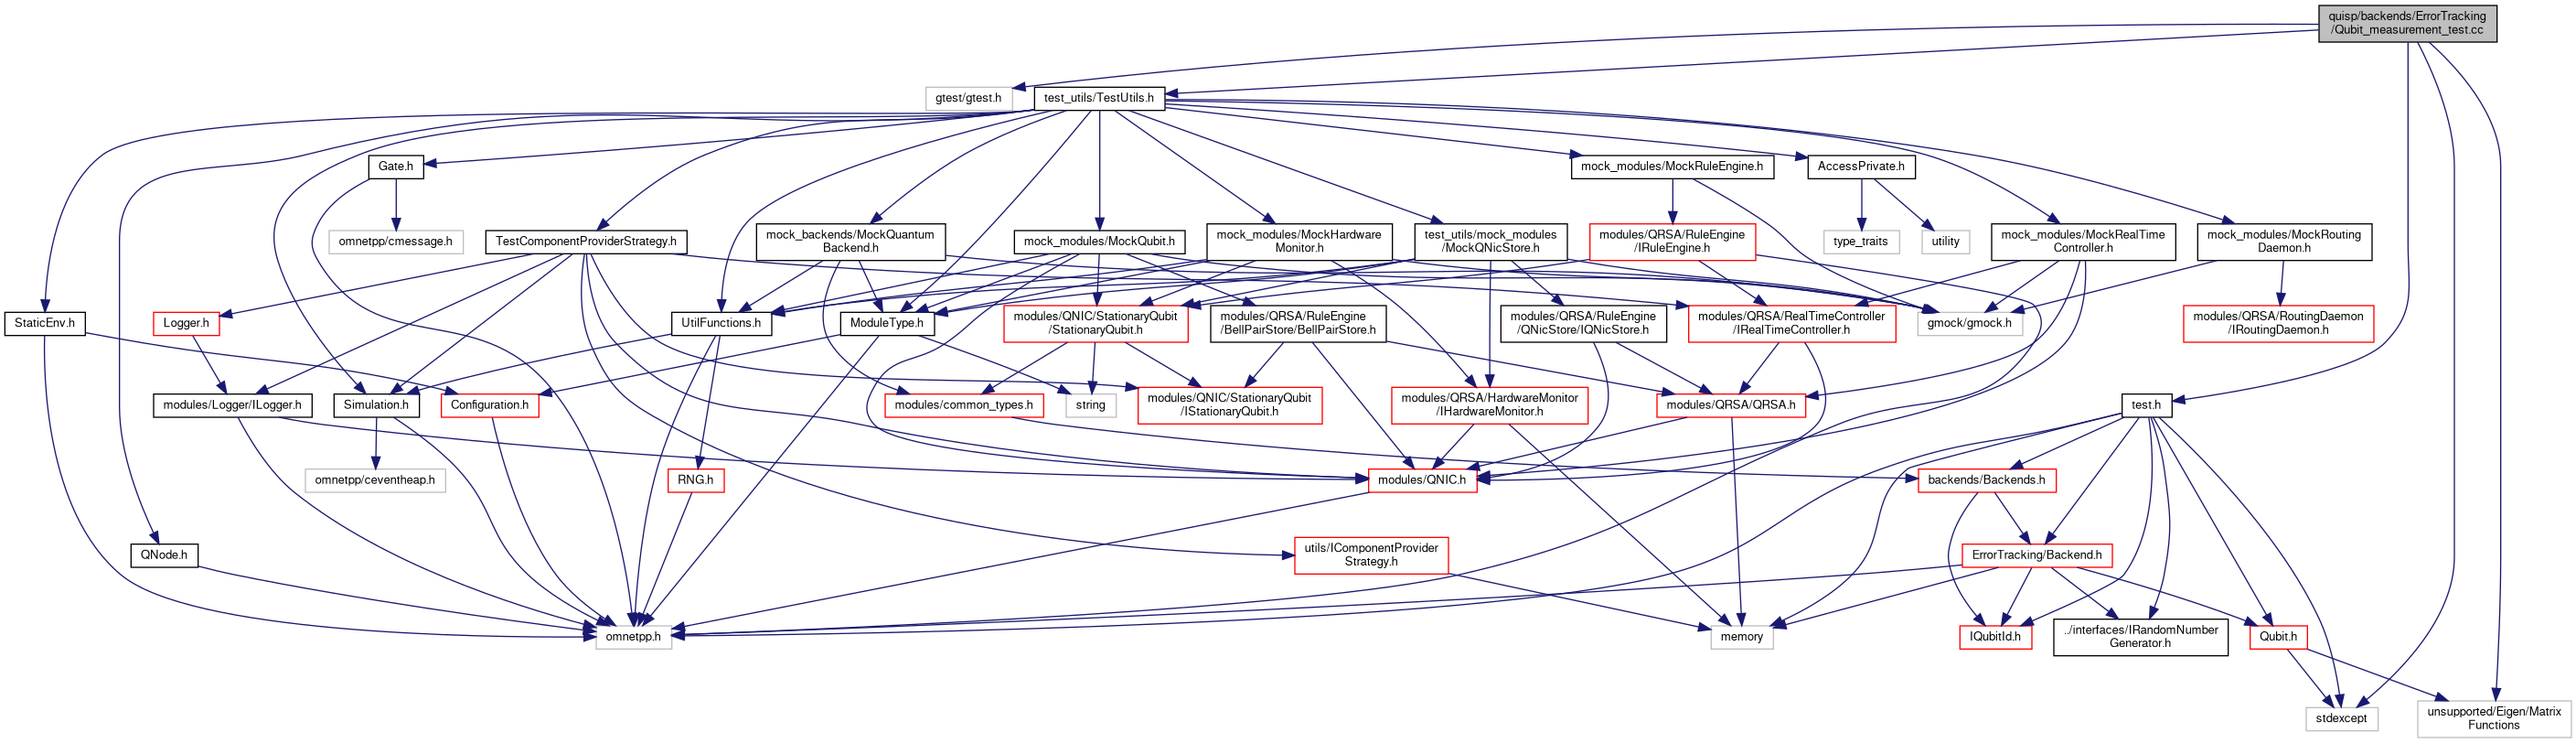 quisp/backends/ErrorTracking
/Qubit_measurement_test.cc
gtest/gtest.h
test_utils/TestUtils.h
Gate.h
mock_modules/MockRuleEngine.h
AccessPrivate.h
omnetpp/cmessage.h
TestComponentProviderStrategy.h
mock_backends/MockQuantum
Backend.h
mock_modules/MockQubit.h
mock_modules/MockHardware
Monitor.h
test_utils/mock_modules
/MockQNicStore.h
modules/QRSA/RuleEngine
/IRuleEngine.h
type_traits
utility
mock_modules/MockRealTime
Controller.h
mock_modules/MockRouting
Daemon.h
StaticEnv.h
Logger.h
UtilFunctions.h
ModuleType.h
modules/QNIC/StationaryQubit
/StationaryQubit.h
modules/QRSA/RuleEngine
/BellPairStore/BellPairStore.h
modules/QRSA/RuleEngine
/QNicStore/IQNicStore.h
modules/QRSA/RealTimeController
/IRealTimeController.h
gmock/gmock.h
modules/QRSA/RoutingDaemon
/IRoutingDaemon.h
modules/Logger/ILogger.h
Simulation.h
Configuration.h
modules/common_types.h
string
modules/QNIC/StationaryQubit
/IStationaryQubit.h
modules/QRSA/HardwareMonitor
/IHardwareMonitor.h
modules/QRSA/QRSA.h
test.h
omnetpp/ceventheap.h
RNG.h
modules/QNIC.h
backends/Backends.h
QNode.h
utils/IComponentProvider
Strategy.h
ErrorTracking/Backend.h
omnetpp.h
memory
IQubitId.h
../interfaces/IRandomNumber
Generator.h
Qubit.h
stdexcept
unsupported/Eigen/Matrix
Functions